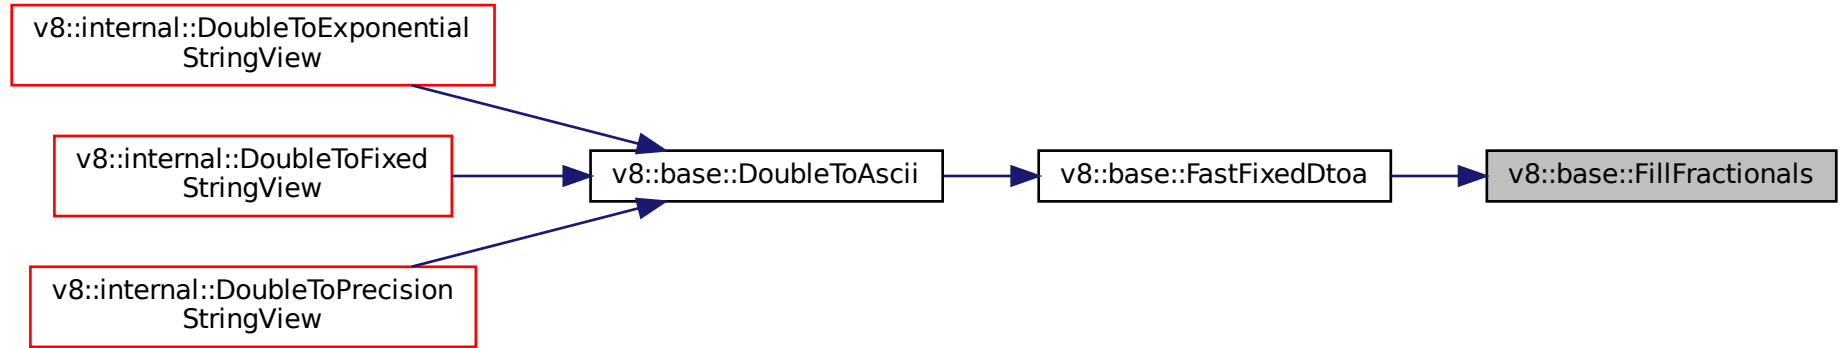 v8::internal::DoubleToExponential
StringView
v8::internal::DoubleToFixed
StringView
v8::internal::DoubleToPrecision
StringView
v8::base::DoubleToAscii
v8::base::FastFixedDtoa
v8::base::FillFractionals